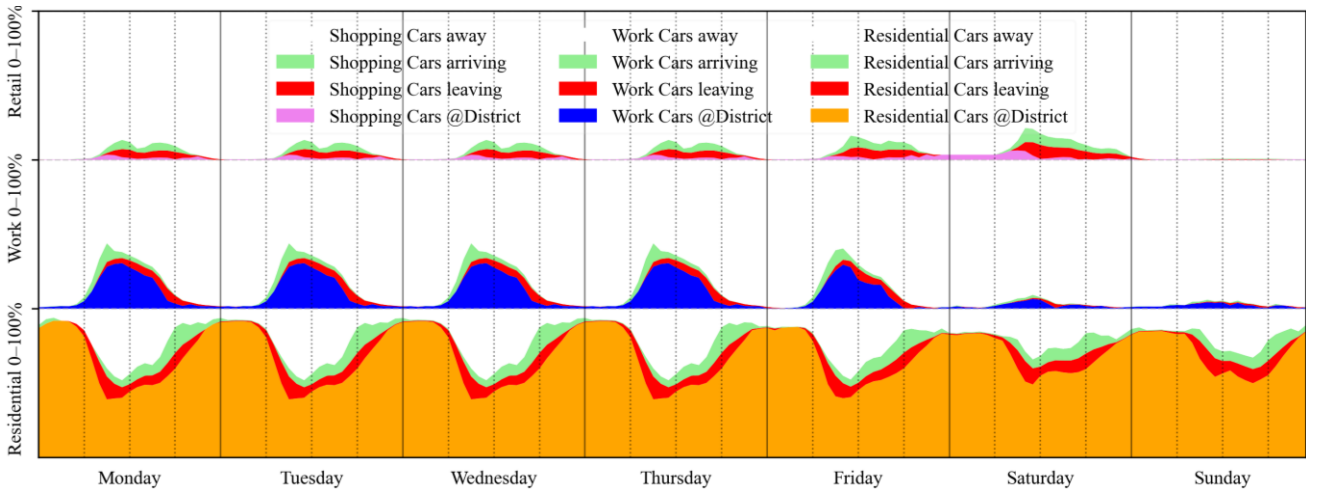 Retail 0–100%
Work 0–100%
Residential 0–100%
Shopping Cars away
Shopping Cars arriving
Shopping Cars leaving
Shopping Cars @District
Work Cars away
Work Cars arriving
Work Cars leaving
Work Cars @District
Residential Cars away
Residential Cars arriving
Residential Cars leaving
Residential Cars @District
Monday
Tuesday
Wednesday
Thursday
Friday
Saturday
Sunday